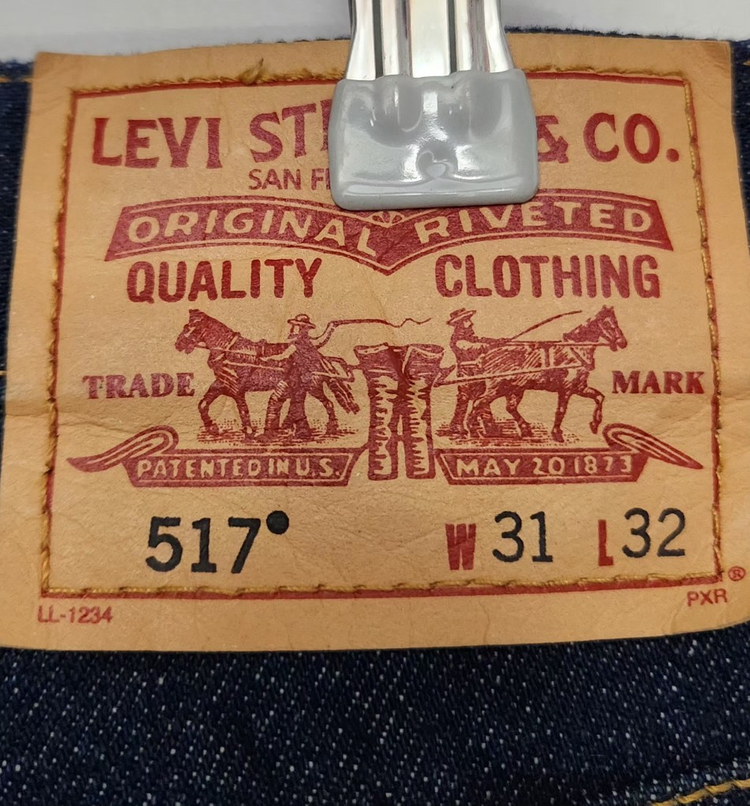 LEVI ST & CO.
SAN F
ORIGINAL RIVETED
QUALITY CLOTHING
TRADE MARK
PATENTED IN U.S. MAY 20 1873
517® W 31 L 32
®
LL-1234 PXR